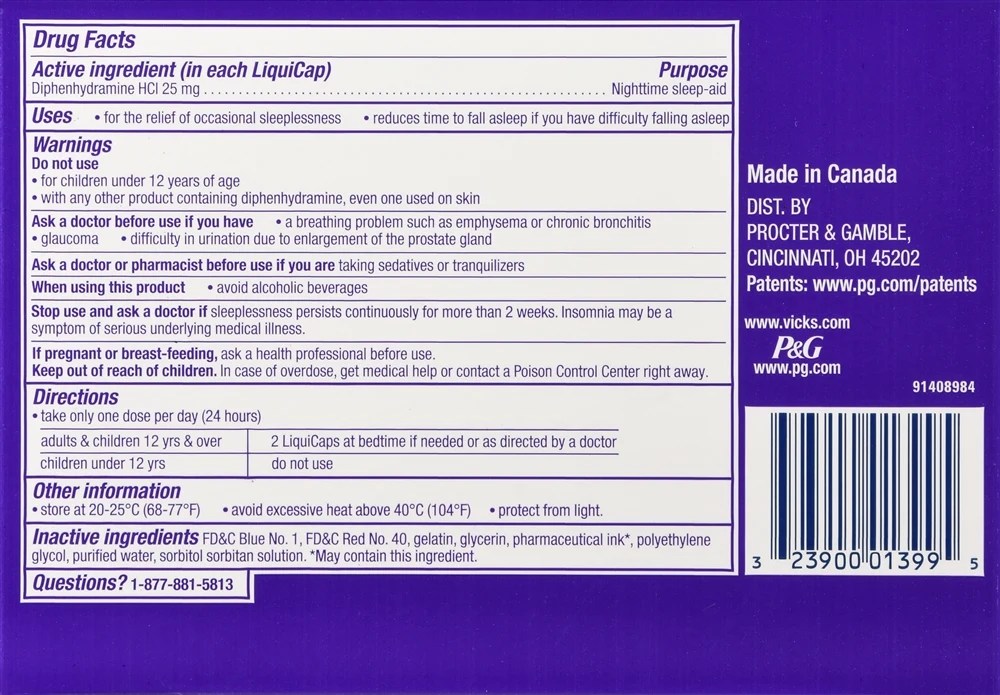 Drug Facts
Active ingredient (in each LiquiCap) Purpose
Diphenhydramine HCl 25 mg ........................................................... Nighttime sleep-aid
Uses • for the relief of occasional sleeplessness • reduces time to fall asleep if you have difficulty falling asleep
Warnings
Do not use
• for children under 12 years of age
• with any other product containing diphenhydramine, even one used on skin
Ask a doctor before use if you have • a breathing problem such as emphysema or chronic bronchitis
• glaucoma • difficulty in urination due to enlargement of the prostate gland
Ask a doctor or pharmacist before use if you are taking sedatives or tranquilizers
When using this product • avoid alcoholic beverages
Stop use and ask a doctor if sleeplessness persists continuously for more than 2 weeks. Insomnia may be a
symptom of serious underlying medical illness.
If pregnant or breast-feeding, ask a health professional before use.
Keep out of reach of children. In case of overdose, get medical help or contact a Poison Control Center right away.
Directions
• take only one dose per day (24 hours)
adults & children 12 yrs & over 2 LiquiCaps at bedtime if needed or as directed by a doctor
children under 12 yrs do not use
Other information
• store at 20-25°C (68-77°F) • avoid excessive heat above 40°C (104°F) • protect from light.
Inactive ingredients FD&C Blue No. 1, FD&C Red No. 40, gelatin, glycerin, pharmaceutical ink*, polyethylene
glycol, purified water, sorbitol sorbitan solution. *May contain this ingredient.
Questions? 1-877-881-5813
Made in Canada
DIST. BY
PROCTER & GAMBLE,
CINCINNATI, OH 45202
Patents: www.pg.com/patents
www.vicks.com
P&G
www.pg.com
91408984
3 23900 01399 5